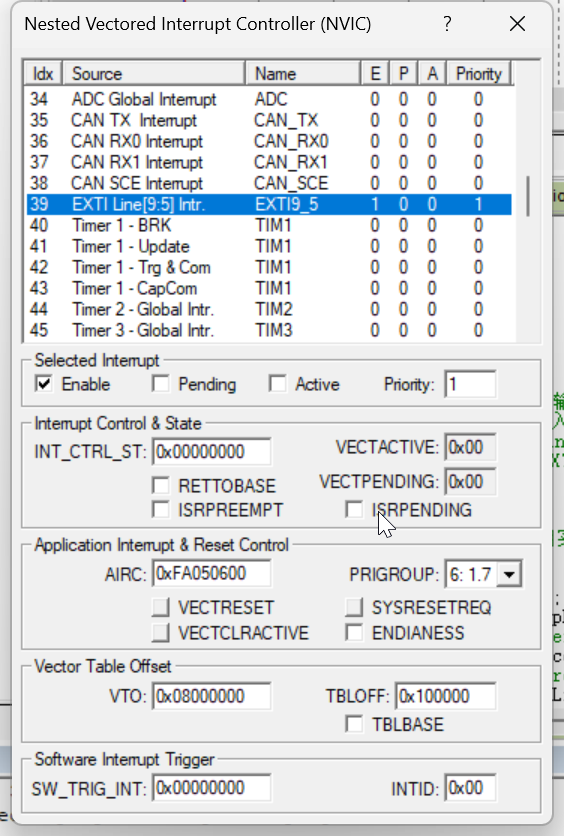 Nested Vectored Interrupt Controller (NVIC) ?
Idx Source Name E P A Priority
34 ADC Global Interrupt ADC 0 0 0 0
35 CAN TX Interrupt CAN_TX 0 0 0 0
36 CAN RX0 Interrupt CAN_RX0 0 0 0 0
37 CAN RX1 Interrupt CAN_RX1 0 0 0 0
38 CAN SCE Interrupt CAN_SCE 0 0 0 0
39 EXTI Line[9:5] Intr. EXTI9_5 1 0 0 1
40 Timer 1 - BRK TIM1 0 0 0 0
41 Timer 1 - Update TIM1 0 0 0 0
42 Timer 1 - Trg & Com TIM1 0 0 0 0
43 Timer 1 - CapCom TIM1 0 0 0 0
44 Timer 2 - Global Intr. TIM2 0 0 0 0
45 Timer 3 - Global Intr. TIM3 0 0 0 0
Selected Interrupt
Enable Pending Active Priority: 1
Interrupt Control & State
INT_CTRL_ST: 0x00000000 VECTACTIVE: 0x00
VECTPENDING: 0x00
RETTOBASE
ISRPREEMPT ISRPENDING
Application Interrupt & Reset Control
AIRC: 0xFA050600 PRIGROUP: 6: 1.7
VECTRESET SYSRESETREQ
VECTCLRACTIVE ENDIANESS
Vector Table Offset
VTO: 0x08000000 TBLOFF: 0x100000
TBLBASE
Software Interrupt Trigger
SW_TRIG_INT: 0x00000000 INTID: 0x00